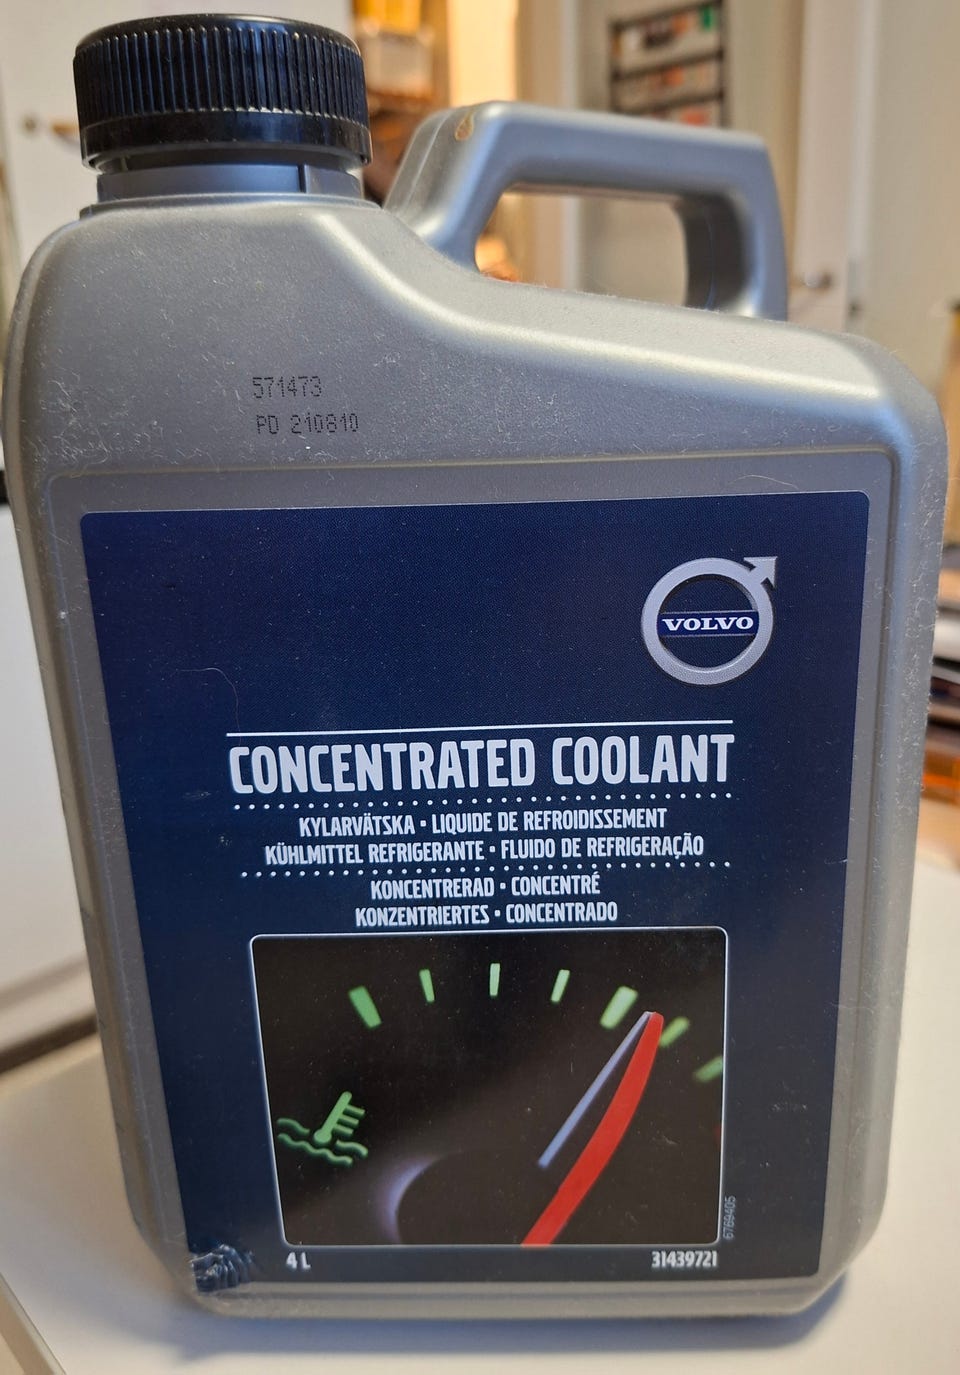 571473
PD 210810
VOLVO
CONCENTRATED COOLANT
KYLARVÄTSKA • LIQUIDE DE REFROIDISSEMENT
KÜHLMITTEL REFRIGERANTE • FLUIDO DE REFRIGERAÇÃO
KONCENTRERAD • CONCENTRÉ
KONZENTRIERTES • CONCENTRADO
6769405
4 L
31439721